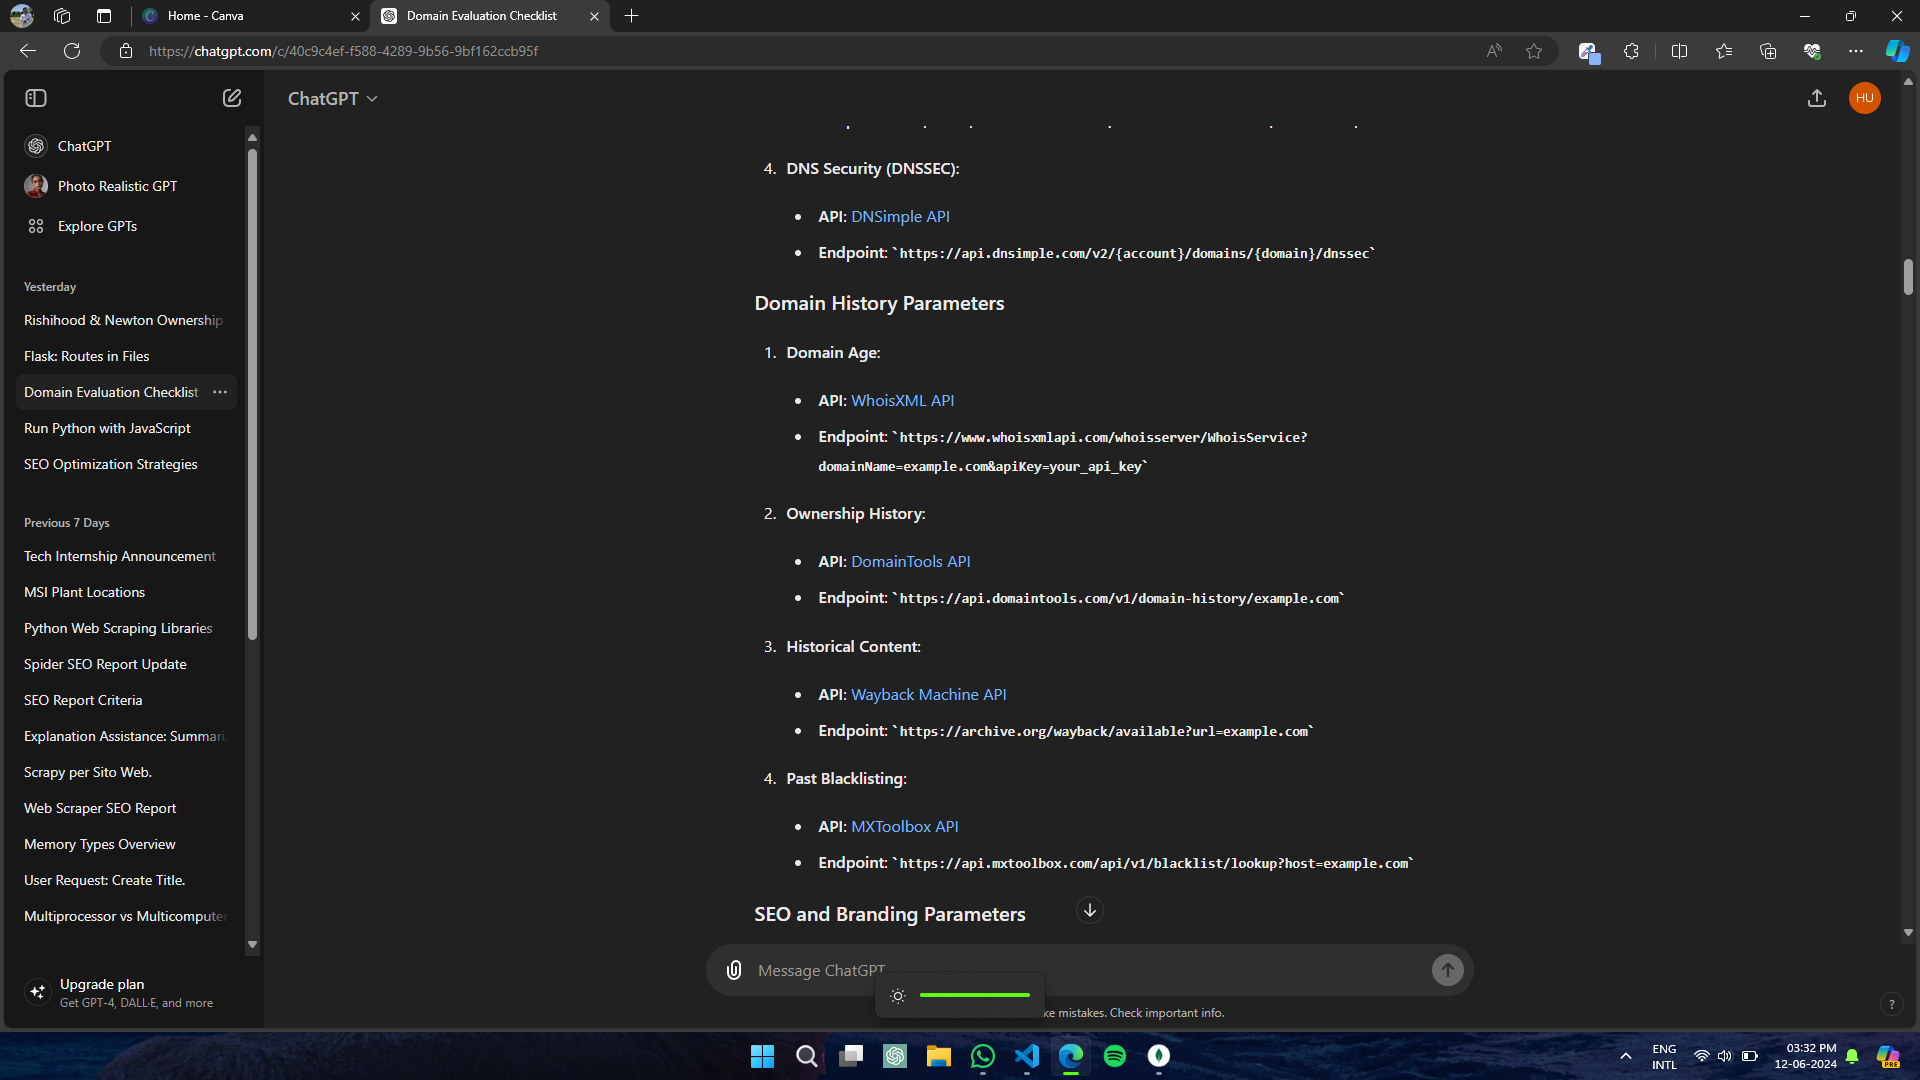 Home - Canva
Domain Evaluation Checklist
https://chatgpt.com/c/40c9c4ef-f588-4289-9b56-9bf162ccb95f
ChatGPT
HU
ChatGPT
Photo Realistic GPT
Explore GPTs
Yesterday
Rishihood & Newton Ownership
Flask: Routes in Files
Domain Evaluation Checklist
Run Python with JavaScript
SEO Optimization Strategies
Previous 7 Days
Tech Internship Announcement
MSI Plant Locations
Python Web Scraping Libraries
Spider SEO Report Update
SEO Report Criteria
Explanation Assistance: Summari
Scrapy per Sito Web.
Web Scraper SEO Report
Memory Types Overview
User Request: Create Title.
Multiprocessor vs Multicomputer
Upgrade plan
Get GPT-4, DALL·E, and more
4. DNS Security (DNSSEC):
• API: DNSimple API
• Endpoint: `https://api.dnsimple.com/v2/{account}/domains/{domain}/dnssec`
Domain History Parameters
1. Domain Age:
• API: WhoisXML API
• Endpoint: `https://www.whoisxmlapi.com/whoisserver/WhoisService?
domainName=example.com&apiKey=your_api_key`
2. Ownership History:
• API: DomainTools API
• Endpoint: `https://api.domaintools.com/v1/domain-history/example.com`
3. Historical Content:
• API: Wayback Machine API
• Endpoint: `https://archive.org/wayback/available?url=example.com`
4. Past Blacklisting:
• API: MXToolbox API
• Endpoint: `https://api.mxtoolbox.com/api/v1/blacklist/lookup?host=example.com`
SEO and Branding Parameters
Message ChatGPT
ke mistakes. Check important info.
?
ENG
INTL
03:32 PM
12-06-2024
PRE